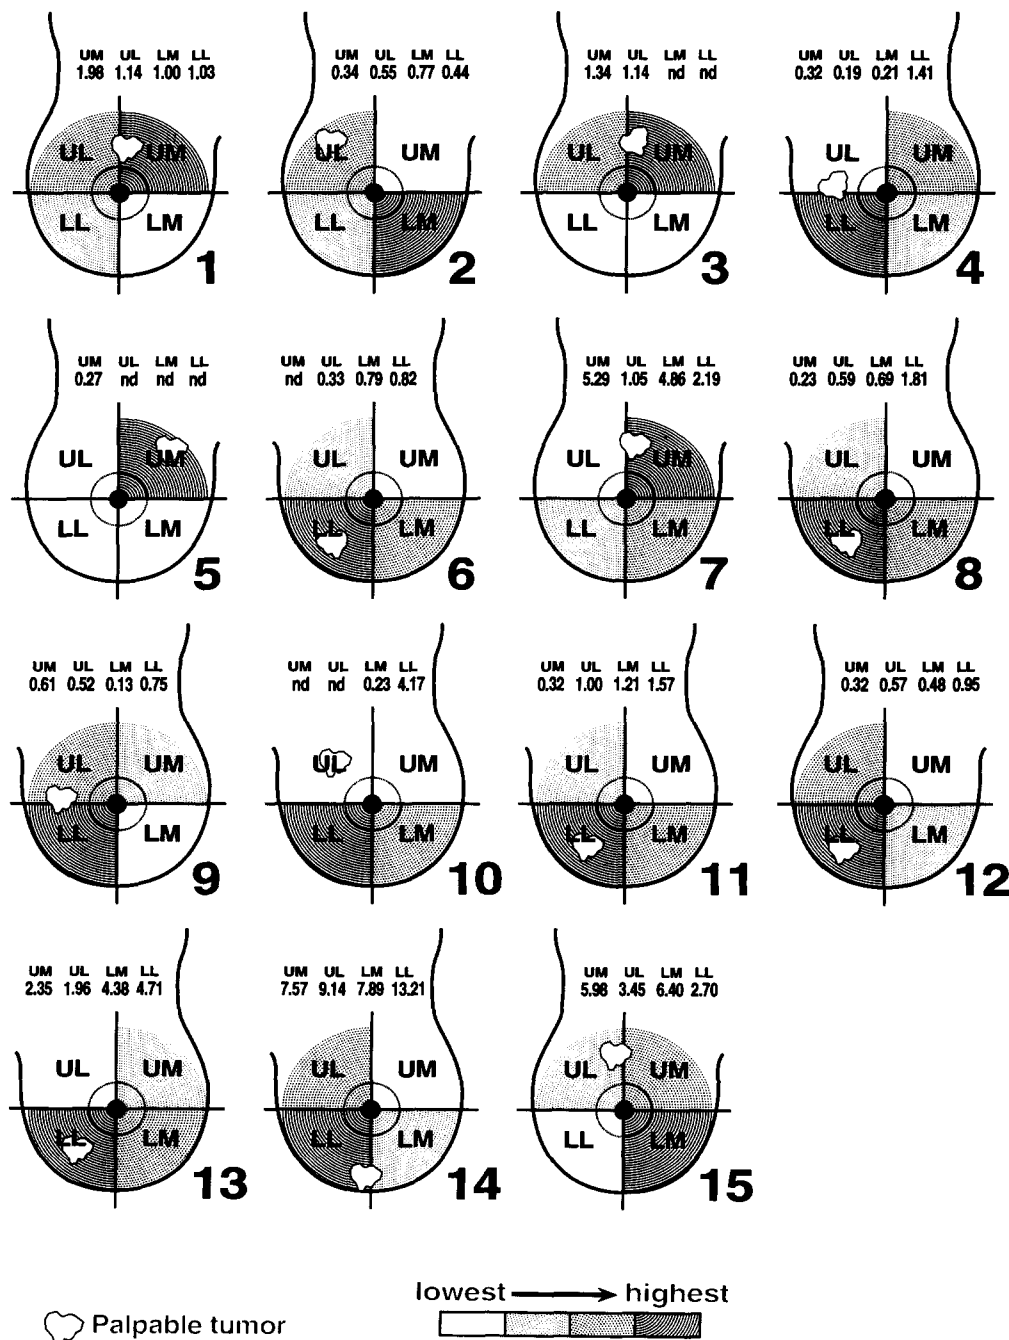 UM UL LM LL
1.98 1.14 1.00 1.03
UL UM
LL LM
1
UM UL LM LL
0.34 0.55 0.77 0.44
UL UM
LL LM
2
UM UL LM LL
1.34 1.14 nd nd
UL UM
LL LM
3
UM UL LM LL
0.32 0.19 0.21 1.41
UL UM
LL LM
4
UM UL LM LL
0.27 nd nd nd
UL UM
LL LM
5
UM UL LM LL
nd 0.33 0.79 0.82
UL UM
LL LM
6
UM UL LM LL
5.29 1.05 4.86 2.19
UL UM
LL LM
7
UM UL LM LL
0.23 0.59 0.69 1.81
UL UM
LL LM
8
UM UL LM LL
0.61 0.52 0.13 0.75
UL UM
LL LM
9
UM UL LM LL
nd nd 0.23 4.17
UL UM
LL LM
10
UM UL LM LL
0.32 1.00 1.21 1.57
UL UM
LL LM
11
UM UL LM LL
0.32 0.57 0.48 0.95
UL UM
LL LM
12
UM UL LM LL
2.35 1.96 4.38 4.71
UL UM
LL LM
13
UM UL LM LL
7.57 9.14 7.89 13.21
UL UM
LL LM
14
UM UL LM LL
5.98 3.45 6.40 2.70
UL UM
LL LM
15
lowest highest
Palpable tumor